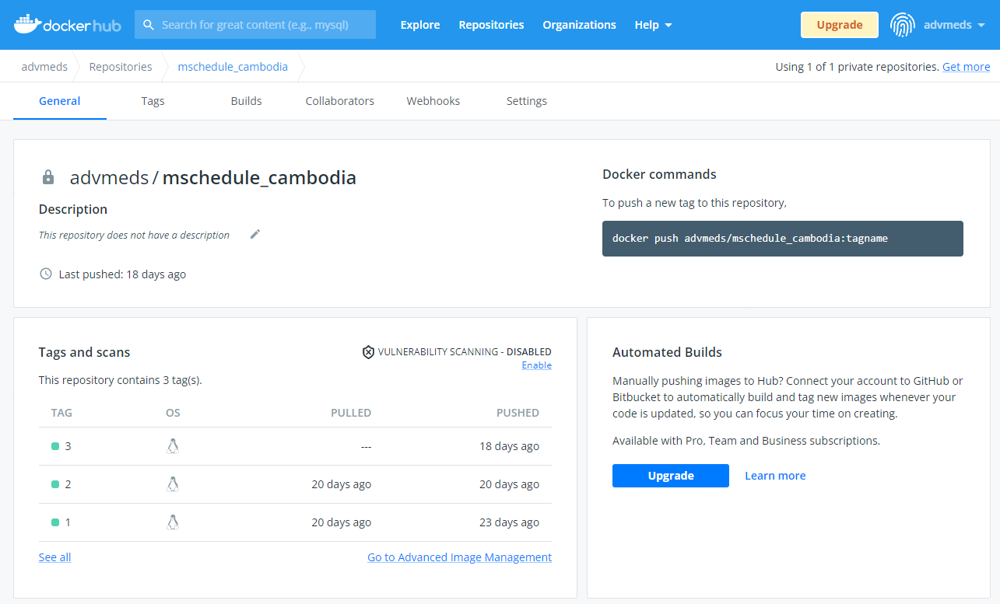 docker hub
Search for great content (e.g., mysql)
Explore
Repositories
Organizations
Help
Upgrade
advmeds
advmeds
Repositories
mschedule_cambodia
Using 1 of 1 private repositories. Get more
General
Tags
Builds
Collaborators
Webhooks
Settings
advmeds / mschedule_cambodia
Description
This repository does not have a description
Last pushed: 18 days ago
Docker commands
To push a new tag to this repository,
docker push advmeds/mschedule_cambodia:tagname
Tags and scans
VULNERABILITY SCANNING - DISABLED
Enable
This repository contains 3 tag(s).
TAG OS PULLED PUSHED
3 --- 18 days ago
2 20 days ago 20 days ago
1 20 days ago 23 days ago
See all
Go to Advanced Image Management
Automated Builds
Manually pushing images to Hub? Connect your account to GitHub or
Bitbucket to automatically build and tag new images whenever your
code is updated, so you can focus your time on creating.
Available with Pro, Team and Business subscriptions.
Upgrade
Learn more